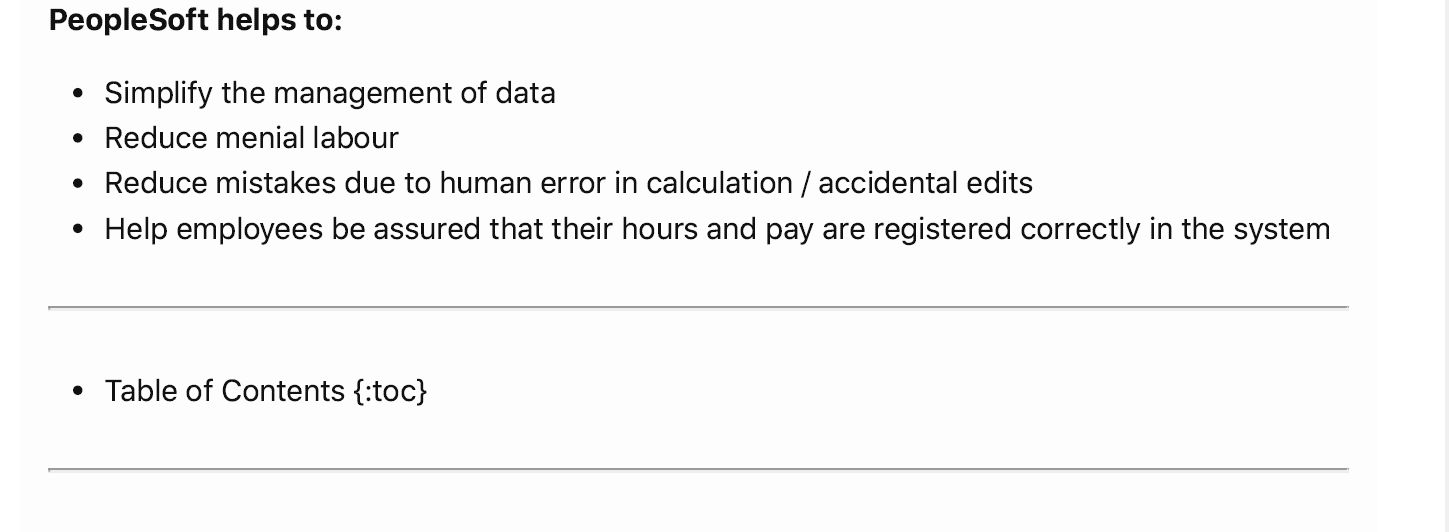 PeopleSoft helps to:
• Simplify the management of data
• Reduce menial labour
• Reduce mistakes due to human error in calculation / accidental edits
• Help employees be assured that their hours and pay are registered correctly in the system
• Table of Contents {:toc}